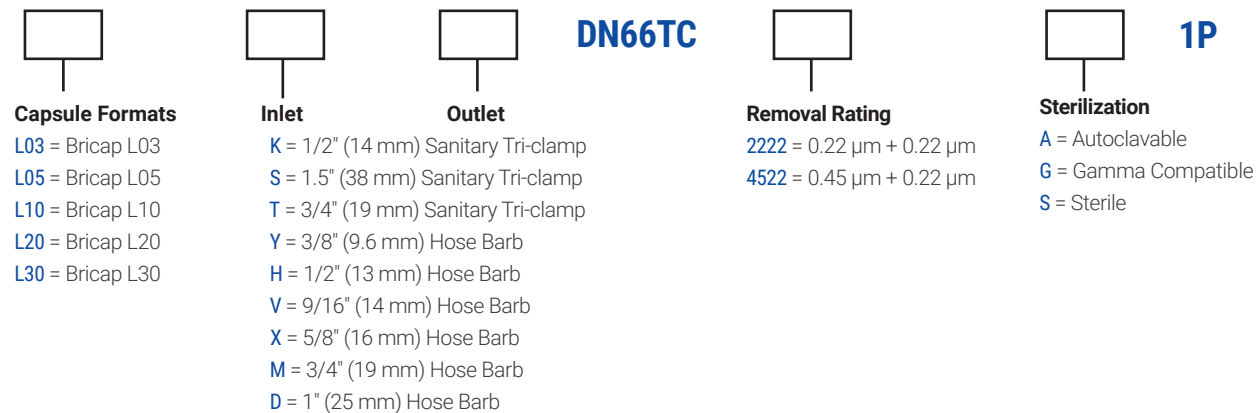 DN66TC
1P
Capsule Formats
L03 = Bricap L03
L05 = Bricap L05
L10 = Bricap L10
L20 = Bricap L20
L30 = Bricap L30
Inlet Outlet
K = 1/2" (14 mm) Sanitary Tri-clamp
S = 1.5" (38 mm) Sanitary Tri-clamp
T = 3/4" (19 mm) Sanitary Tri-clamp
Y = 3/8" (9.6 mm) Hose Barb
H = 1/2" (13 mm) Hose Barb
V = 9/16" (14 mm) Hose Barb
X = 5/8" (16 mm) Hose Barb
M = 3/4" (19 mm) Hose Barb
D = 1" (25 mm) Hose Barb
Removal Rating
2222 = 0.22 µm + 0.22 µm
4522 = 0.45 µm + 0.22 µm
Sterilization
A = Autoclavable
G = Gamma Compatible
S = Sterile